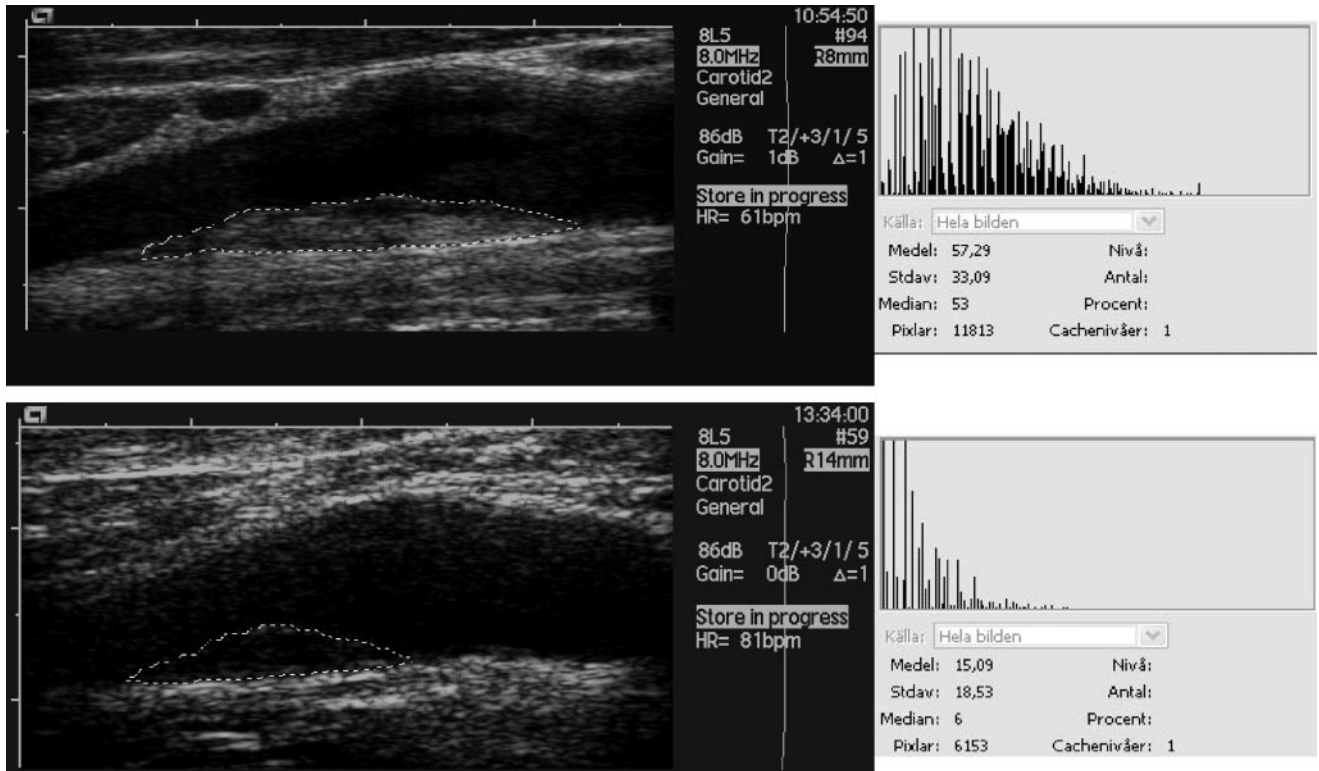 10:54:50
8L5 #94
8.0MHz R8mm
Carotid2
General
86dB T2/+3/1/ 5
Gain= 1dB Δ=1
Store in progress
HR= 61bpm
Källa: Hela bilden
Medel: 57,29 Nivå:
Stdav: 33,09 Antal:
Median: 53 Procent:
Pixlar: 11813 Cachenivåer: 1
13:34:00
8L5 #59
8.0MHz R14mm
Carotid2
General
86dB T2/+3/1/ 5
Gain= 0dB Δ=1
Store in progress
HR= 81bpm
Källa: Hela bilden
Medel: 15,09 Nivå:
Stdav: 18,53 Antal:
Median: 6 Procent:
Pixlar: 6153 Cachenivåer: 1